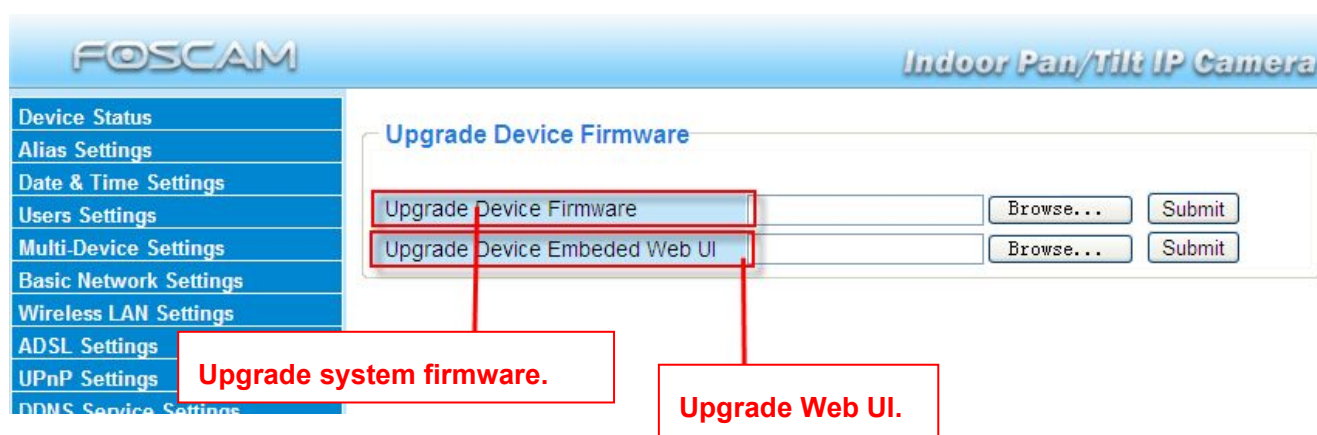 FOSCAM
Indoor Pan/Tilt IP Camera
Device Status
Alias Settings
Date & Time Settings
Users Settings
Multi-Device Settings
Basic Network Settings
Wireless LAN Settings
ADSL Settings
UPnP Settings
DDNS Service Settings
Upgrade Device Firmware
Upgrade Device Firmware Browse... Submit
Upgrade Device Embeded Web UI Browse... Submit
Upgrade system firmware.
Upgrade Web UI.